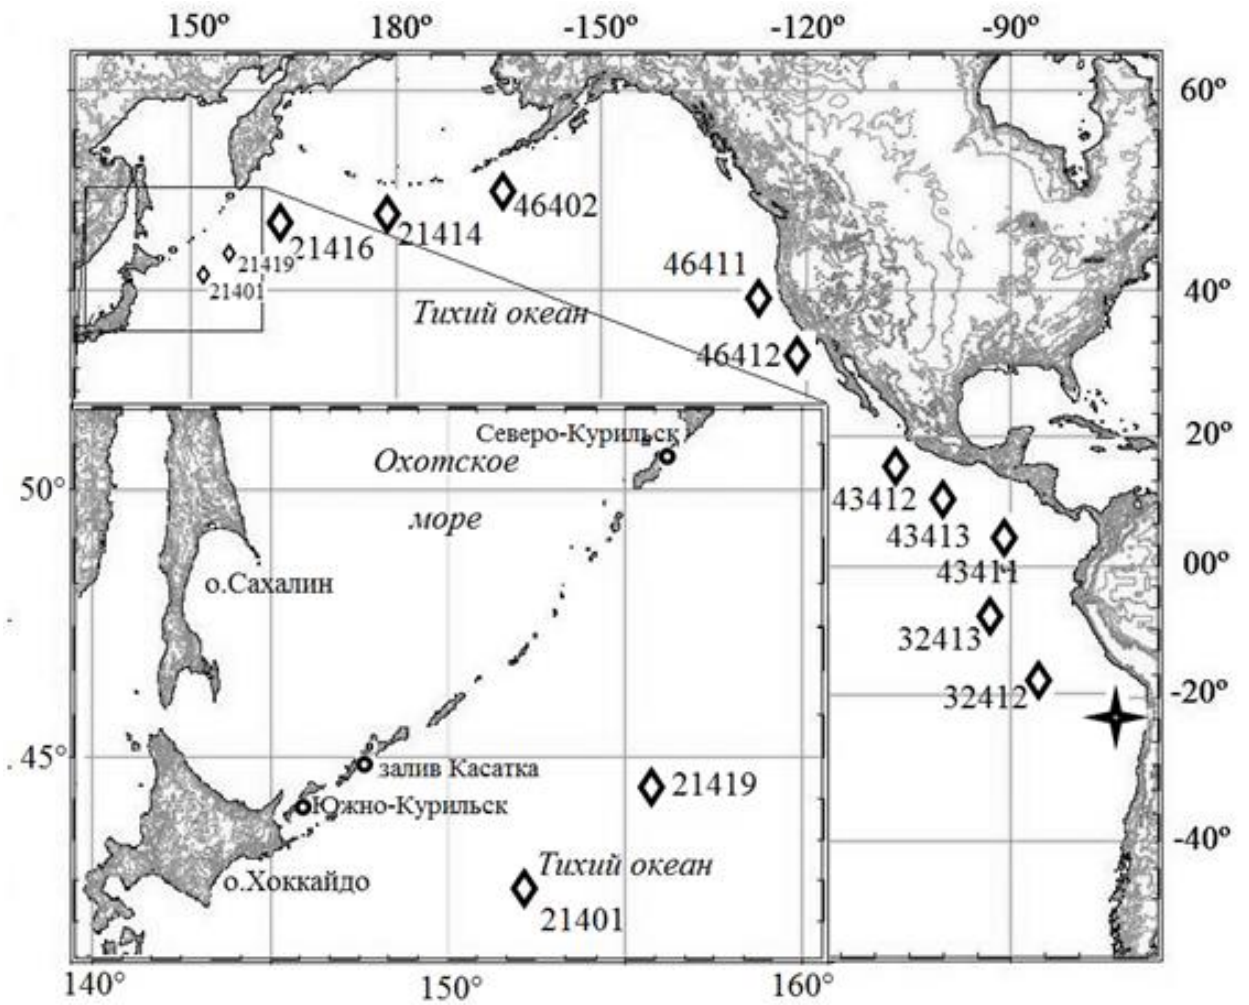 150º 180º -150º -120º -90º
60º
46402
21416
21414
21419
21401
46411
40º
Тихий океан
46412
Северо-Курильск
20º
Охотское
море
50°
43412
43413
43411
00º
о.Сахалин
32413
32412
-20º
45°
залив Касатка
21419
Южно-Курильск
-40º
Тихий океан
о.Хоккайдо
21401
140° 150° 160°